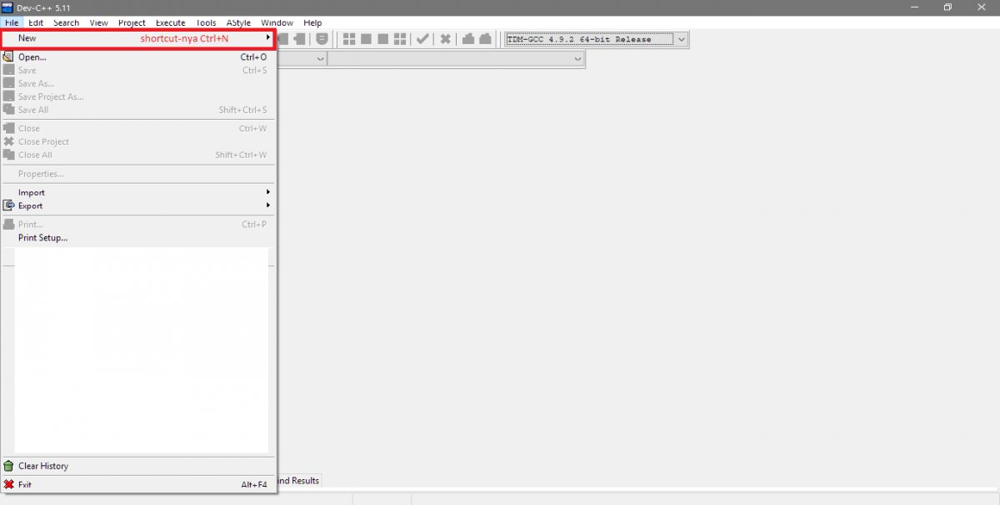 Dev-C++ 5.11
File Edit Search View Project Execute Tools AStyle Window Help
New shortcut-nya Ctrl+N
TDM-GCC 4.9.2 64-bit Release
Open... Ctrl+O
Save Ctrl+S
Save As...
Save Project As...
Save All Shift+Ctrl+S
Close Ctrl+W
Close Project
Close All Shift+Ctrl+W
Properties...
Import
Export
Print... Ctrl+P
Print Setup...
Clear History
ind Results
Exit Alt+F4